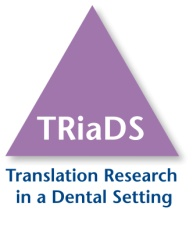 TRiaDS
Translation Research
in a Dental Setting